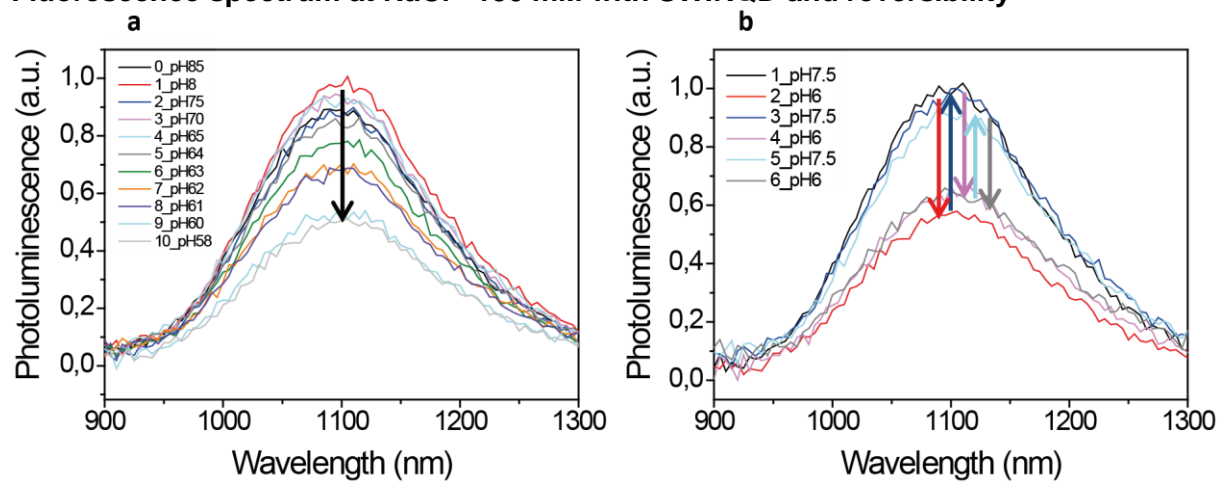 a
b
Photoluminescence (a.u.)
1,0
0,8
0,6
0,4
0,2
0,0
0_pH85
1_pH8
2_pH75
3_pH70
4_pH65
5_pH64
6_pH63
7_pH62
8_pH61
9_pH60
10_pH58
900
1000
1100
1200
1300
Wavelength (nm)
Photoluminescence (a.u.)
1,0
0,8
0,6
0,4
0,2
0,0
1_pH7.5
2_pH6
3_pH7.5
4_pH6
5_pH7.5
6_pH6
900
1000
1100
1200
1300
Wavelength (nm)